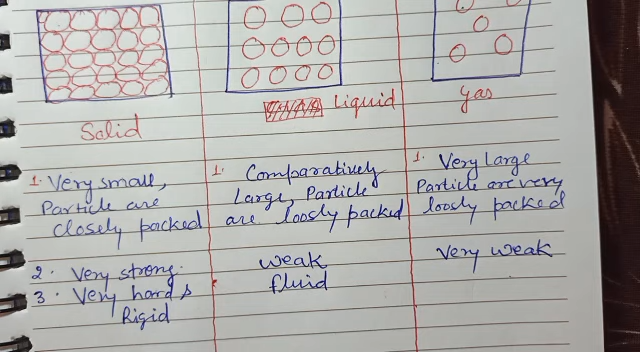 Solid
Liquid
gas
1. Very small,
Particle are
closely packed
1. Comparatively
Large, Particle
are loosly packed
1. Very large
Particle are very
loosly packed
2. Very strong.
weak
Very weak
3. Very hard &
Rigid
fluid